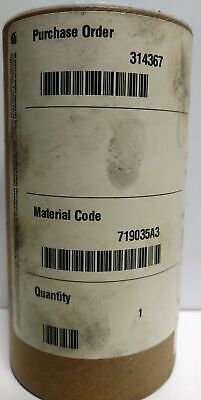 Purchase Order
314367
Material Code
719035A3
Quantity
1